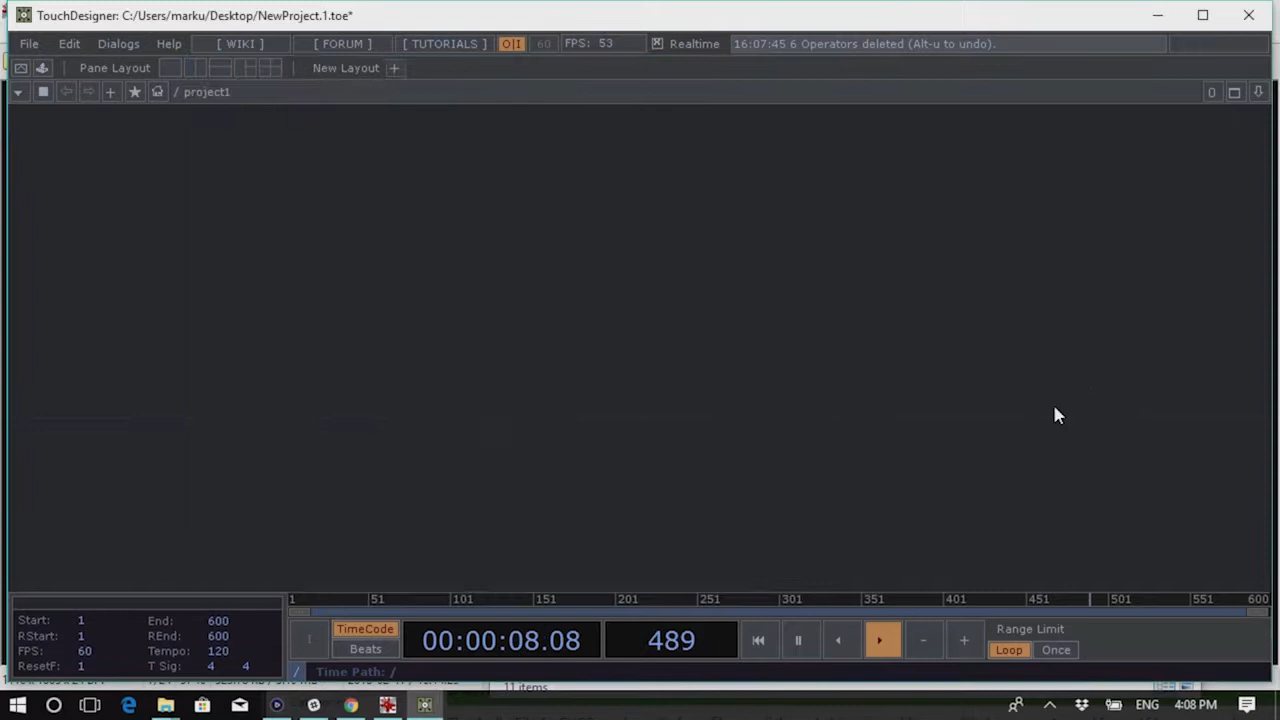 TouchDesigner: C:/Users/marku/Desktop/NewProject.1.toe*
File Edit Dialogs Help [ WIKI ] [ FORUM ] [ TUTORIALS ] O|I 60 FPS: 53 Realtime 16:07:45 6 Operators deleted (Alt-u to undo).
Pane Layout New Layout +
+ / project1 0
1 51 101 151 201 251 301 351 401 451 501 551 600
Start: 1 End: 600
RStart: 1 REnd: 600
FPS: 60 Tempo: 120
ResetF: 1 T Sig: 4 4
TimeCode
Beats
00:00:08.08 489
Range Limit
Loop Once
/ Time Path: /
11 items
ENG 4:08 PM